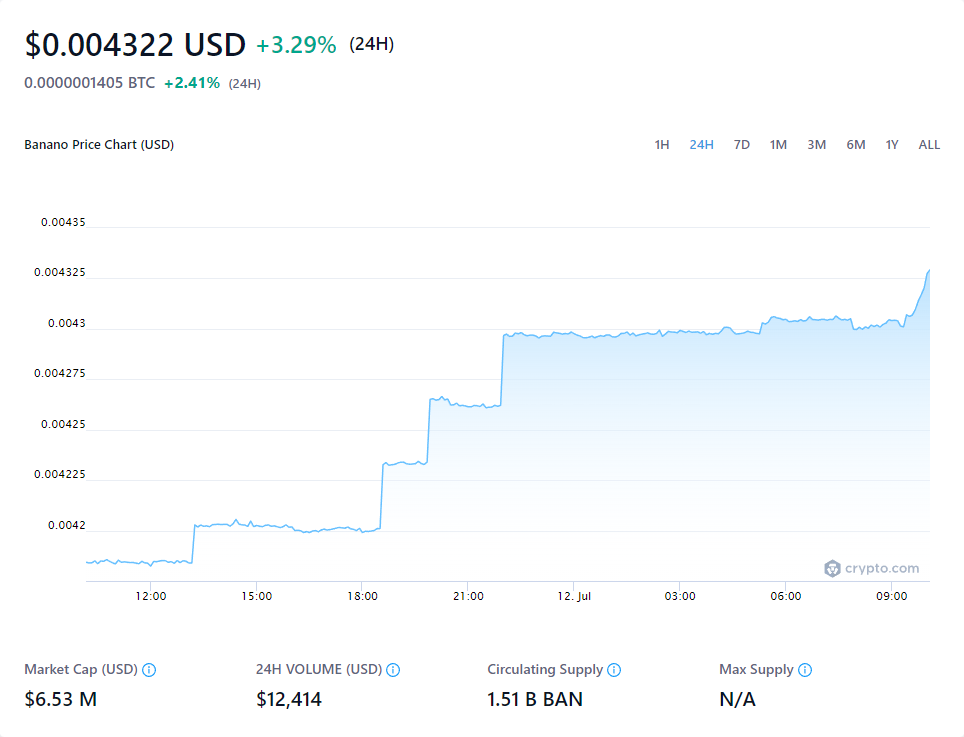 $0.004322 USD +3.29% (24H)
0.0000001405 BTC +2.41% (24H)
Banano Price Chart (USD) 1H 24H 7D 1M 3M 6M 1Y ALL
0.00435
0.004325
0.0043
0.004275
0.00425
0.004225
0.0042
crypto.com
12:00 15:00 18:00 21:00 12. Jul 03:00 06:00 09:00
Market Cap (USD) 24H VOLUME (USD) Circulating Supply Max Supply
$6.53 M $12,414 1.51 B BAN N/A